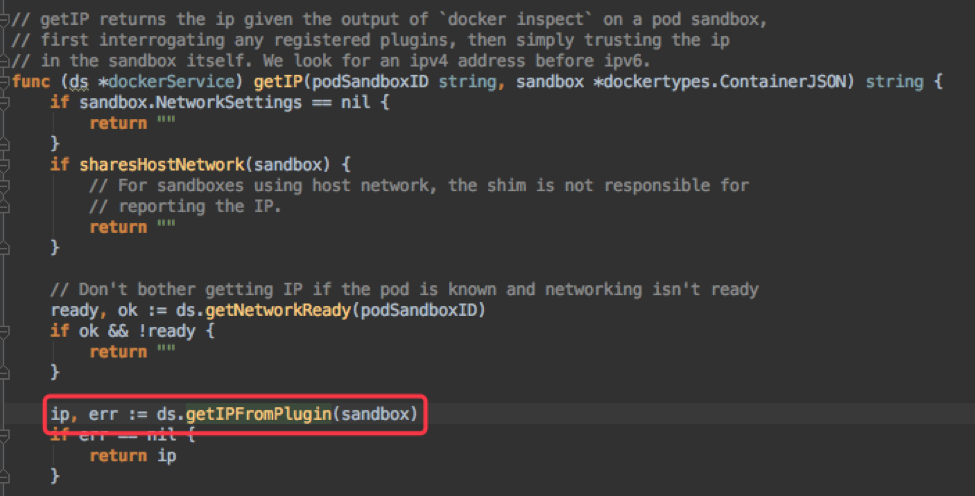 // getIP returns the ip given the output of `docker inspect` on a pod sandbox,
// first interrogating any registered plugins, then simply trusting the ip
// in the sandbox itself. We look for an ipv4 address before ipv6.
func (ds *dockerService) getIP(podSandboxID string, sandbox *dockertypes.ContainerJSON) string {
    if sandbox.NetworkSettings == nil {
        return ""
    }
    if sharesHostNetwork(sandbox) {
        // For sandboxes using host network, the shim is not responsible for
        // reporting the IP.
        return ""
    }

    // Don't bother getting IP if the pod is known and networking isn't ready
    ready, ok := ds.getNetworkReady(podSandboxID)
    if ok && !ready {
        return ""
    }

    ip, err := ds.getIPFromPlugin(sandbox)
    if err == nil {
        return ip
    }